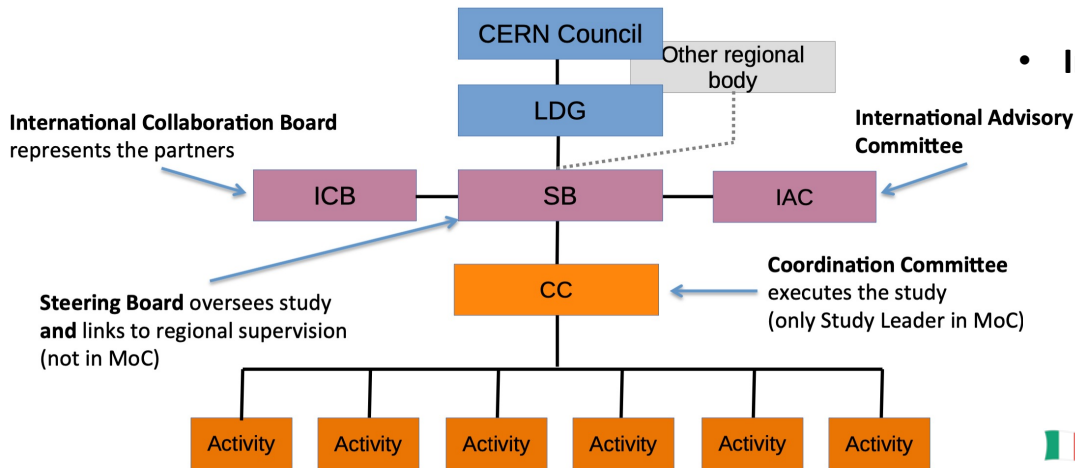 CERN Council
Other regional
body
LDG
International Collaboration Board
represents the partners
International Advisory
Committee
ICB
SB
IAC
Steering Board oversees study
and links to regional supervision
(not in MoC)
CC
Coordination Committee
executes the study
(only Study Leader in MoC)
Activity
Activity
Activity
Activity
Activity
Activity